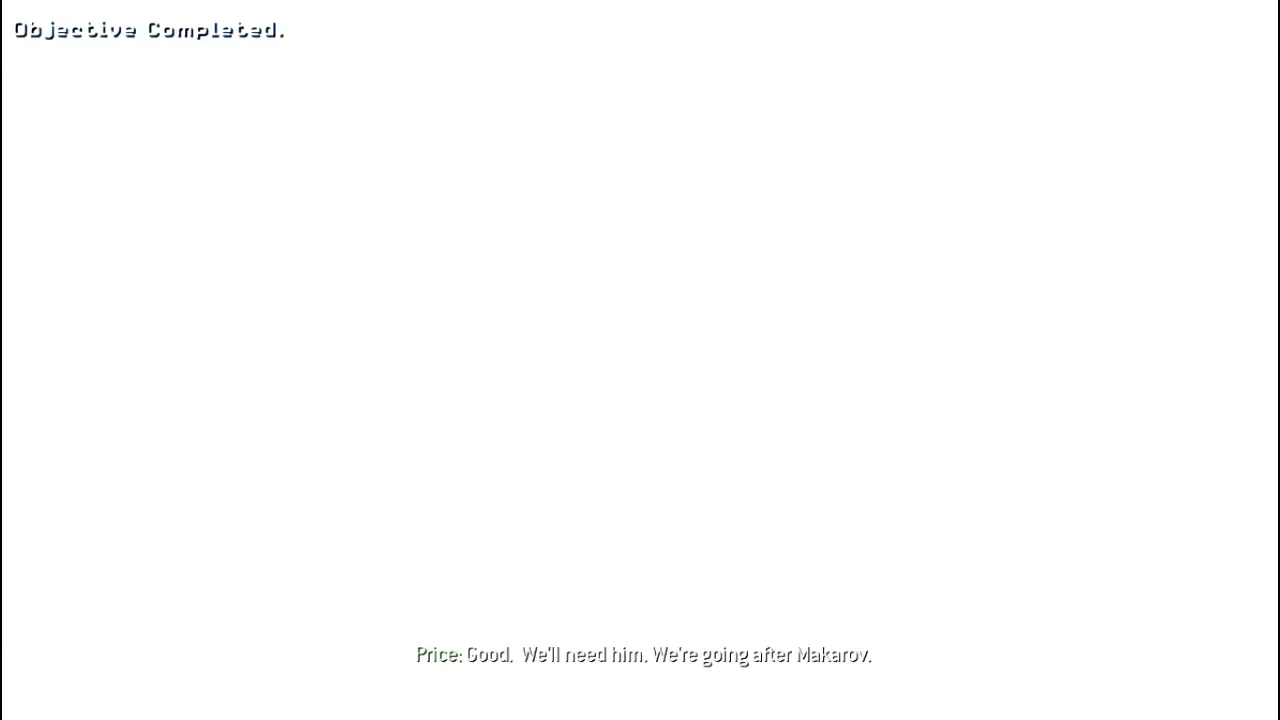 Objective Completed.
Price: Good.  We'll need him. We're going after Makarov.